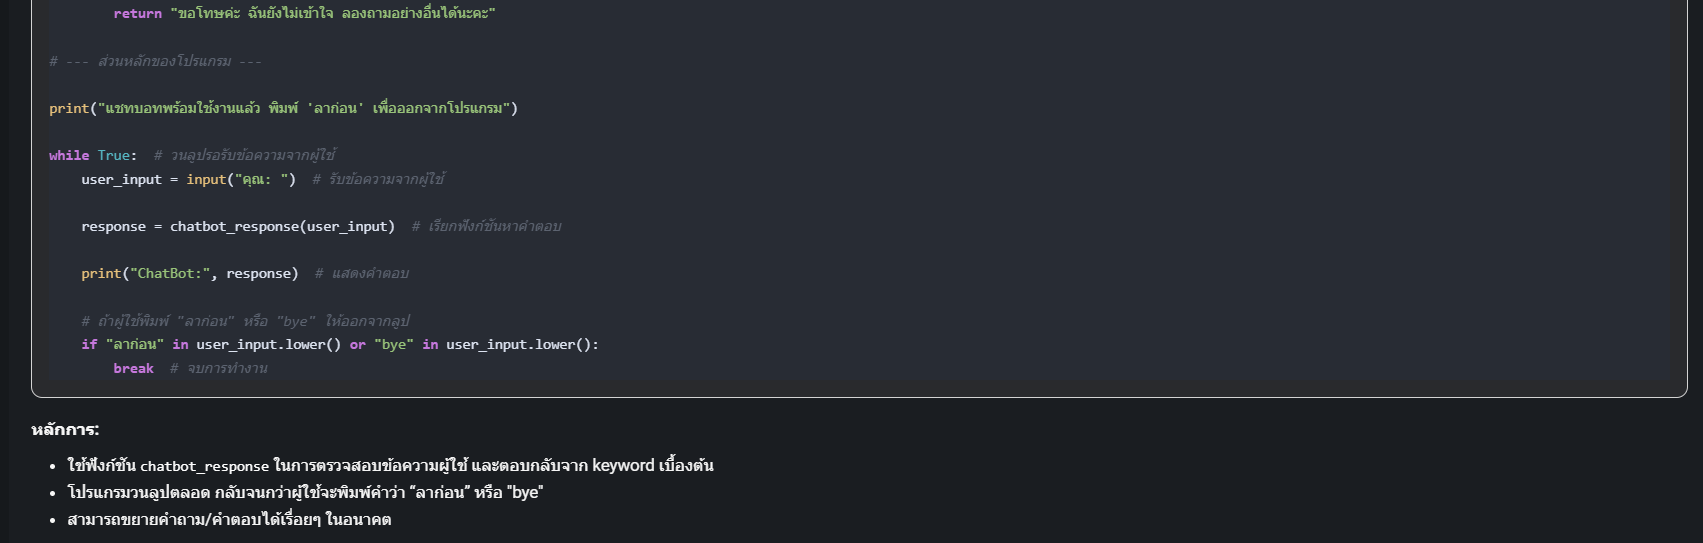 return "ขอโทษค่ะ ฉันยังไม่เข้าใจ ลองถามอย่างอื่นได้นะคะ"
# --- ส่วนหลักของโปรแกรม ---
print("แชทบอทพร้อมใช้งานแล้ว พิมพ์ 'ลาก่อน' เพื่อออกจากโปรแกรม")
while True:  # วนลูปรอรับข้อความจากผู้ใช้
user_input = input("คุณ: ")  # รับข้อความจากผู้ใช้
response = chatbot_response(user_input)  # เรียกฟังก์ชันหาคำตอบ
print("ChatBot:", response)  # แสดงคำตอบ
# ถ้าผู้ใช้พิมพ์ "ลาก่อน" หรือ "bye" ให้ออกจากลูป
if "ลาก่อน" in user_input.lower() or "bye" in user_input.lower():
break  # จบการทำงาน
หลักการ:
• ใช้ฟังก์ชัน chatbot_response ในการตรวจสอบข้อความผู้ใช้ และตอบกลับจาก keyword เบื้องต้น
• โปรแกรมวนลูปตลอด กลับจนกว่าผู้ใช้จะพิมพ์คำว่า “ลาก่อน” หรือ "bye"
• สามารถขยายคำถาม/คำตอบได้เรื่อยๆ ในอนาคต